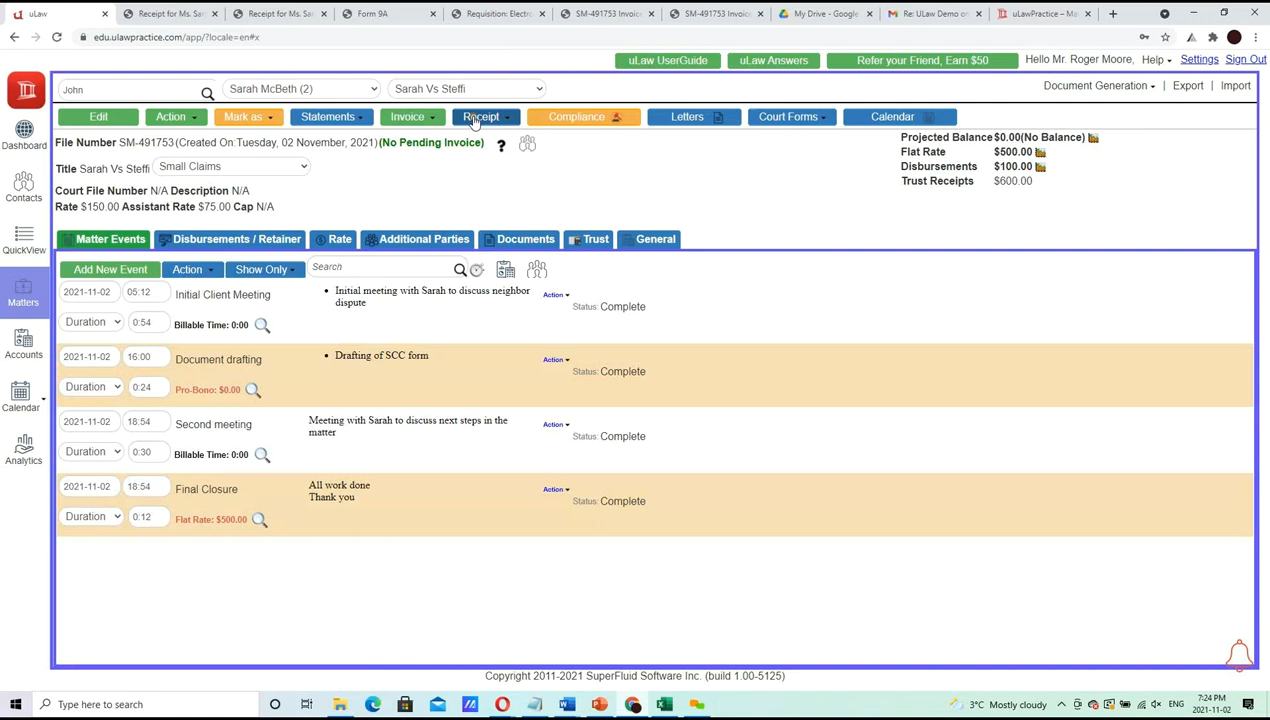 uLaw
Receipt for Ms. Sar
Receipt for Ms. Sar
Form 9A
Requisition: Electro
SM-491753 Invoice
SM-491753 Invoic
My Drive - Google
Re: ULaw Demo on
uLawPractice – Ma
edu.ulawpractice.com/app/?locale=en#x
uLaw UserGuide
uLaw Answers
Refer your Friend, Earn $50
Hello Mr. Roger Moore,
Help
Settings
Sign Out
John
Sarah McBeth (2)
Sarah Vs Steffi
Document Generation
Export
Import
Edit
Action
Mark as
Statements
Invoice
Receipt
Compliance
Letters
Court Forms
Calendar
File Number SM-491753 (Created On:Tuesday, 02 November, 2021) (No Pending Invoice) ?
Title Sarah Vs Steffi Small Claims
Court File Number N/A Description N/A
Rate $150.00 Assistant Rate $75.00 Cap N/A
Projected Balance $0.00(No Balance)
Flat Rate $500.00
Disbursements $100.00
Trust Receipts $600.00
Dashboard
Contacts
QuickView
Matters
Accounts
Calendar
Analytics
Matter Events
Disbursements / Retainer
Rate
Additional Parties
Documents
Trust
General
Add New Event
Action
Show Only
Search
2021-11-02 05:12 Initial Client Meeting
• Initial meeting with Sarah to discuss neighbor
dispute
Action
Status: Complete
Duration 0:54 Billable Time: 0:00
2021-11-02 16:00 Document drafting
• Drafting of SCC form
Action
Status: Complete
Duration 0:24 Pro-Bono: $0.00
2021-11-02 18:54 Second meeting
Meeting with Sarah to discuss next steps in the
matter
Action
Status: Complete
Duration 0:30 Billable Time: 0:00
2021-11-02 18:54 Final Closure
All work done
Thank you
Action
Status: Complete
Duration 0:12 Flat Rate: $500.00
Copyright 2011-2021 SuperFluid Software Inc. (build 1.00-5125)
Type here to search
3°C Mostly cloudy
ENG
7:24 PM
2021-11-02